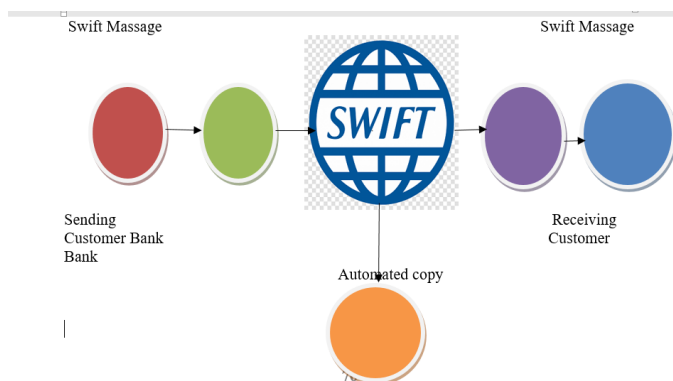 Swift Massage
Swift Massage
SWIFT
Sending
Customer Bank
Bank
Receiving
Customer
Automated copy